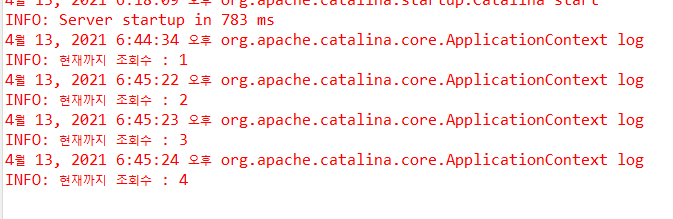 4월 13, 2021 6:18:09 오후 org.apache.catalina.startup.Catalina start
INFO: Server startup in 783 ms
4월 13, 2021 6:44:34 오후 org.apache.catalina.core.ApplicationContext log
INFO: 현재까지 조회수 : 1
4월 13, 2021 6:45:22 오후 org.apache.catalina.core.ApplicationContext log
INFO: 현재까지 조회수 : 2
4월 13, 2021 6:45:23 오후 org.apache.catalina.core.ApplicationContext log
INFO: 현재까지 조회수 : 3
4월 13, 2021 6:45:24 오후 org.apache.catalina.core.ApplicationContext log
INFO: 현재까지 조회수 : 4